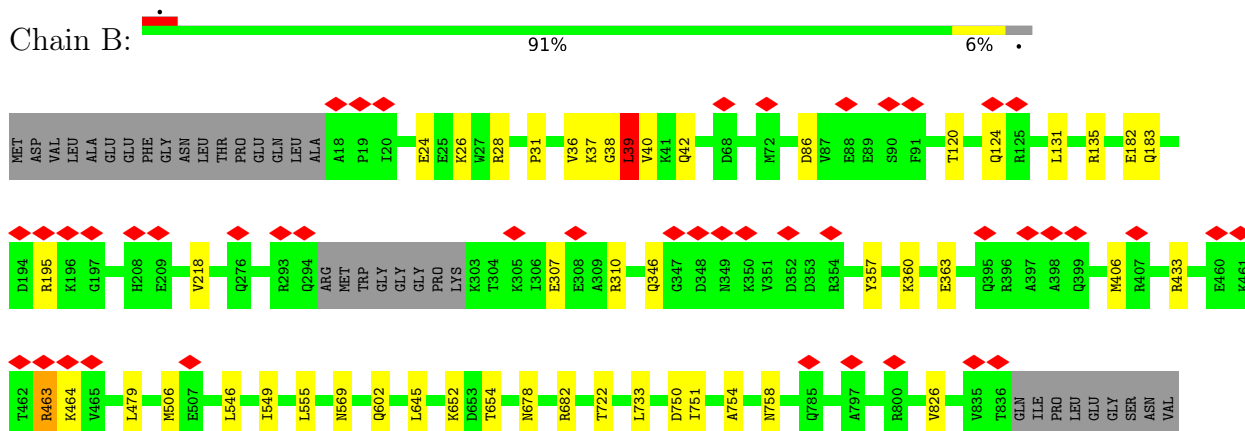 Chain B:
91%
6%
MET ASP VAL LEU ALA GLU GLU PHE GLY ASN LEU THR PRO GLU GLN LEU ALA A18 P19 I20 E24 E25 K26 W27 R28 P31 V36 K37 G38 L39 V40 K41 Q42 D68 M72 D86 V87 E88 E89 S90 F91 T120 Q124 R125 L131 R135 E182 Q183
D194 R195 K196 G197 H208 E209 V218 Q276 R293 Q294 ARG MET TRP GLY GLY GLY PRO LYS K303 T304 K305 I306 E307 E308 A309 R310 Q346 G347 D348 N349 K350 V351 D352 D353 R354 Y357 K360 E363 Q395 R396 A397 A398 Q399 M406 R407 R433 E460 K461
T462 R463 K464 V465 L479 M506 E507 L546 I549 L555 N569 Q602 L645 K652 D653 T654 N678 R682 T722 L733 D750 I751 A754 N758 Q785 A797 R800 V826 V835 T836 GLN ILE PRO LEU GLU GLY SER ASN VAL